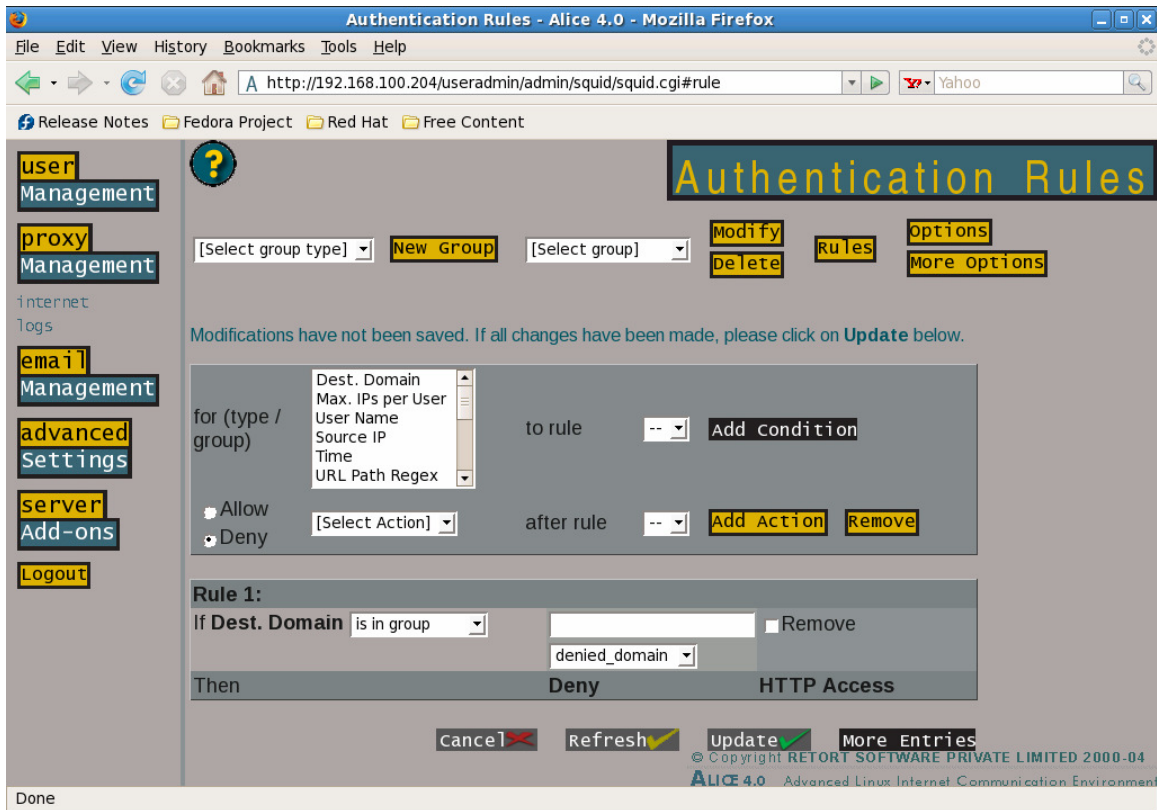 Authentication Rules - Alice 4.0 - Mozilla Firefox
File Edit View History Bookmarks Tools Help
http://192.168.100.204/useradmin/admin/squid/squid.cgi#rule
Yahoo
Release Notes Fedora Project Red Hat Free Content
user
Management
proxy
Management
internet
logs
email
Management
advanced
Settings
server
Add-ons
Logout
?
Authentication Rules
[Select group type] New Group [Select group] Modify Delete Rules Options More Options
Modifications have not been saved. If all changes have been made, please click on Update below.
for (type / group)
Dest. Domain
Max. IPs per User
User Name
Source IP
Time
URL Path Regex
to rule -- Add Condition
Allow
Deny
[Select Action] after rule -- Add Action Remove
Rule 1:
If Dest. Domain is in group Remove
denied_domain
Then Deny HTTP Access
Cancel Refresh Update More Entries
© Copyright RETORT SOFTWARE PRIVATE LIMITED 2000-04
ALICE 4.0 Advanced Linux Internet Communication Environment
Done